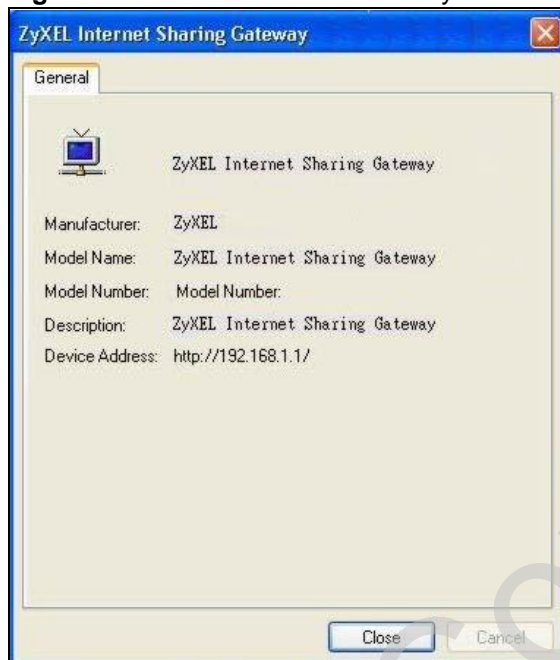 ZyXEL Internet Sharing Gateway
General
ZyXEL Internet Sharing Gateway
Manufacturer: ZyXEL
Model Name: ZyXEL Internet Sharing Gateway
Model Number: Model Number:
Description: ZyXEL Internet Sharing Gateway
Device Address: http://192.168.1.1/
Close Cancel